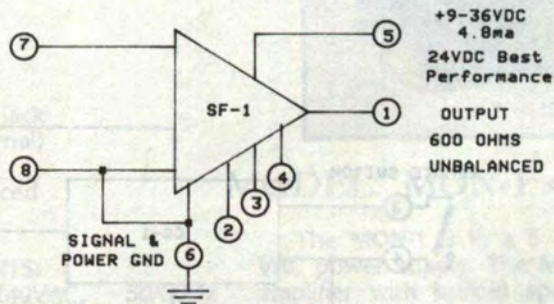 +9-36VDC
4.8ma
24VDC Best
Performance
7
5
SF-1
1
OUTPUT
600 OHMS
UNBALANCED
8
4
3
2
SIGNAL &
POWER GND
6